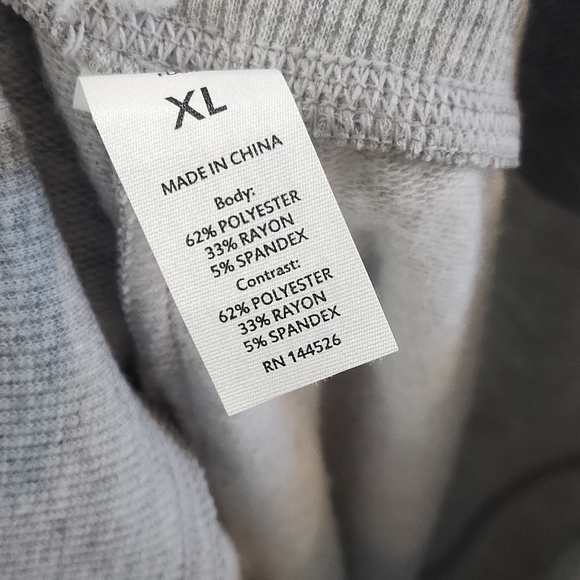 XL
MADE IN CHINA
Body:
62% POLYESTER
33% RAYON
5% SPANDEX
Contrast:
62% POLYESTER
33% RAYON
5% SPANDEX
RN 144526